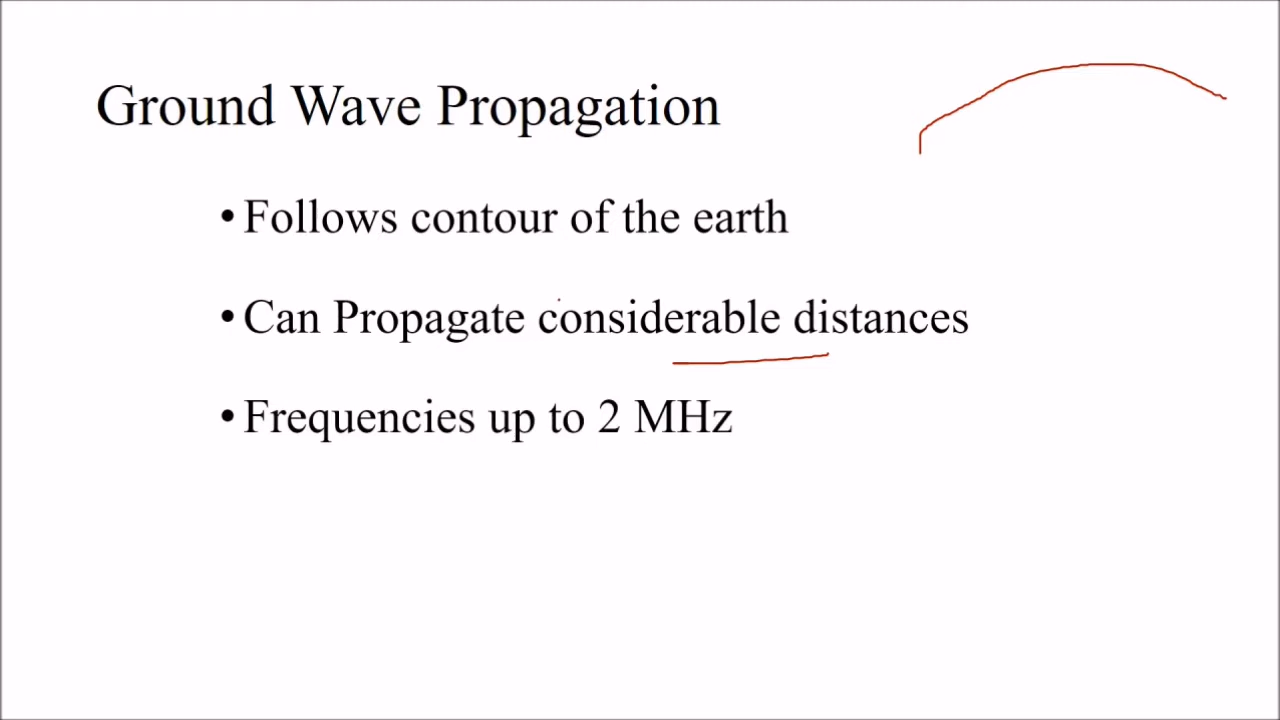 Ground Wave Propagation
• Follows contour of the earth
• Can Propagate considerable distances
• Frequencies up to 2 MHz